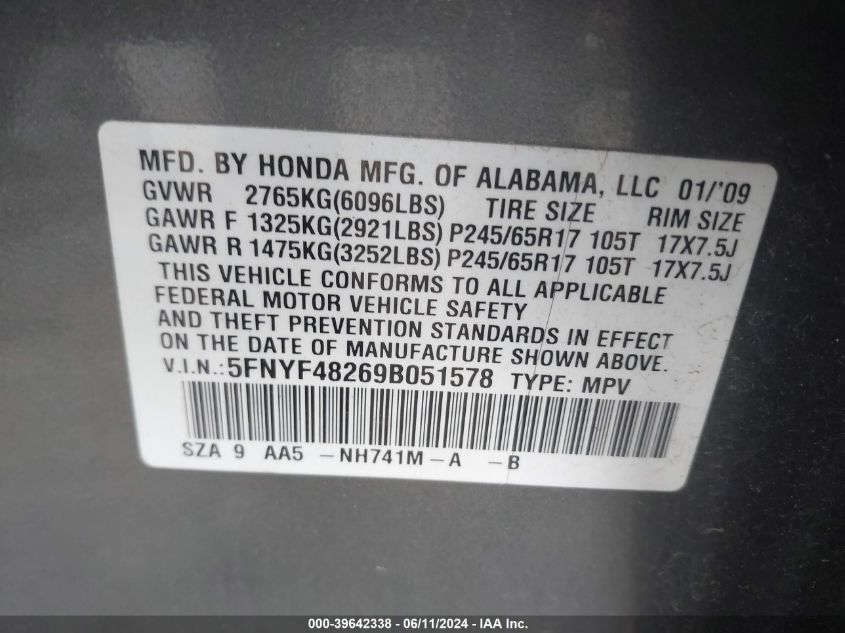 MFD. BY HONDA MFG. OF ALABAMA, LLC 01/'09
GVWR 2765KG(6096LBS) TIRE SIZE RIM SIZE
GAWR F 1325KG(2921LBS) P245/65R17 105T 17X7.5J
GAWR R 1475KG(3252LBS) P245/65R17 105T 17X7.5J
THIS VEHICLE CONFORMS TO ALL APPLICABLE
FEDERAL MOTOR VEHICLE SAFETY
AND THEFT PREVENTION STANDARDS IN EFFECT
ON THE DATE OF MANUFACTURE SHOWN ABOVE.
V.I.N.:5FNYF48269B051578 TYPE: MPV
SZA 9 AA5 -NH741M-A -B
000-39642338 - 06/11/2024 - IAA Inc.